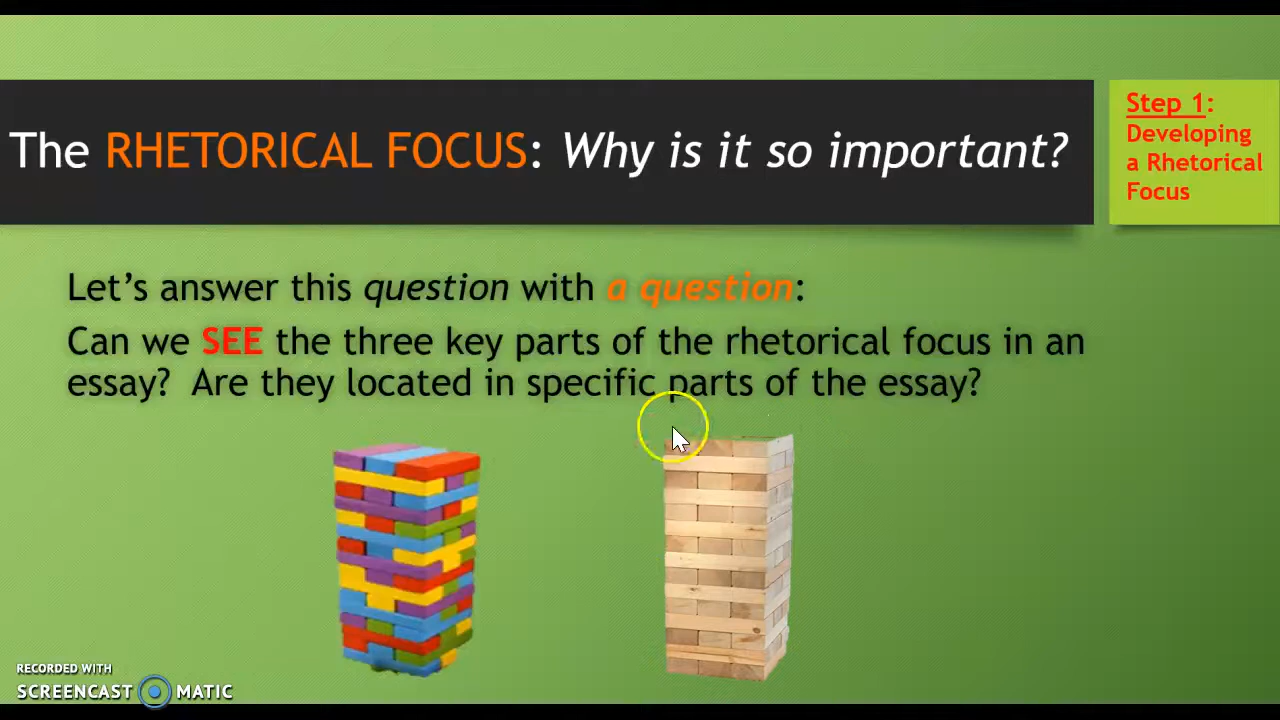 The RHETORICAL FOCUS: Why is it so important?
Step 1:
Developing
a Rhetorical
Focus
Let's answer this question with a question:
Can we SEE the three key parts of the rhetorical focus in an
essay?  Are they located in specific parts of the essay?
RECORDED WITH
SCREENCAST MATIC